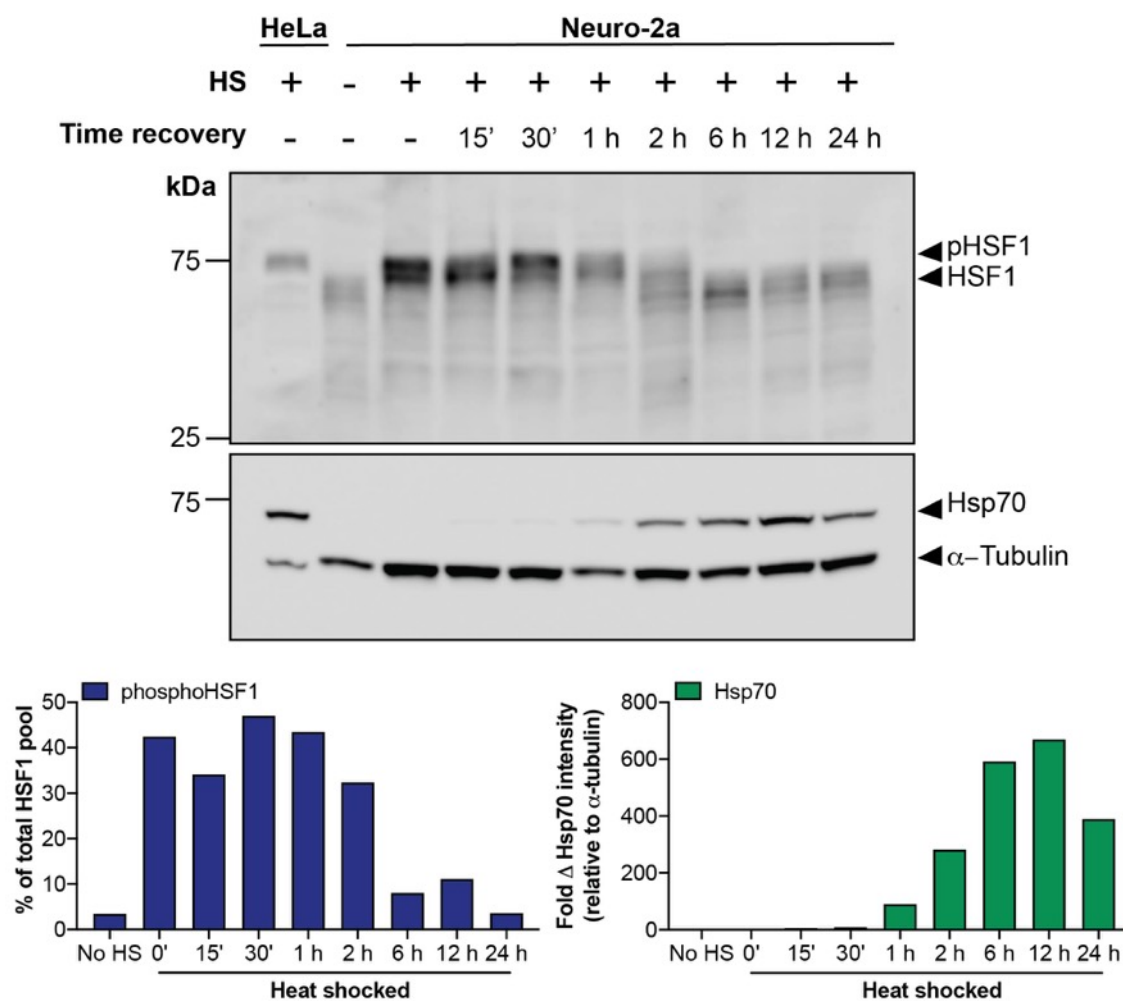 HeLa Neuro-2a
HS + - + + + + + + + +
Time recovery - - - 15' 30' 1 h 2 h 6 h 12 h 24 h
kDa
75 pHSF1
HSF1
25
75 Hsp70
α–Tubulin
phosphoHSF1
% of total HSF1 pool
50
40
30
20
10
0
No HS 0' 15' 30' 1 h 2 h 6 h 12 h 24 h
Heat shocked
Hsp70
Fold Δ Hsp70 intensity
(relative to α-tubulin)
800
600
400
200
0
No HS 0' 15' 30' 1 h 2 h 6 h 12 h 24 h
Heat shocked